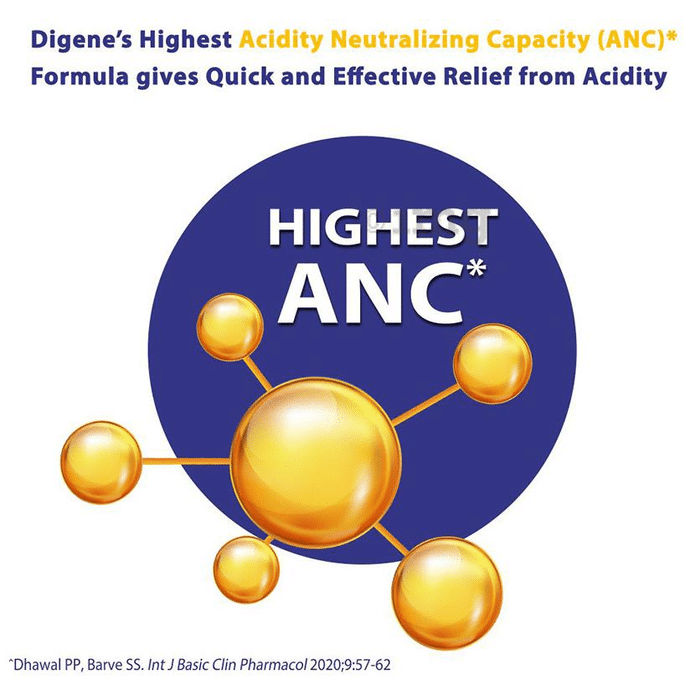 Digene's Highest Acidity Neutralizing Capacity (ANC)*
Formula gives Quick and Effective Relief from Acidity
HIGHEST
ANC*
^Dhawal PP, Barve SS. Int J Basic Clin Pharmacol 2020;9:57-62